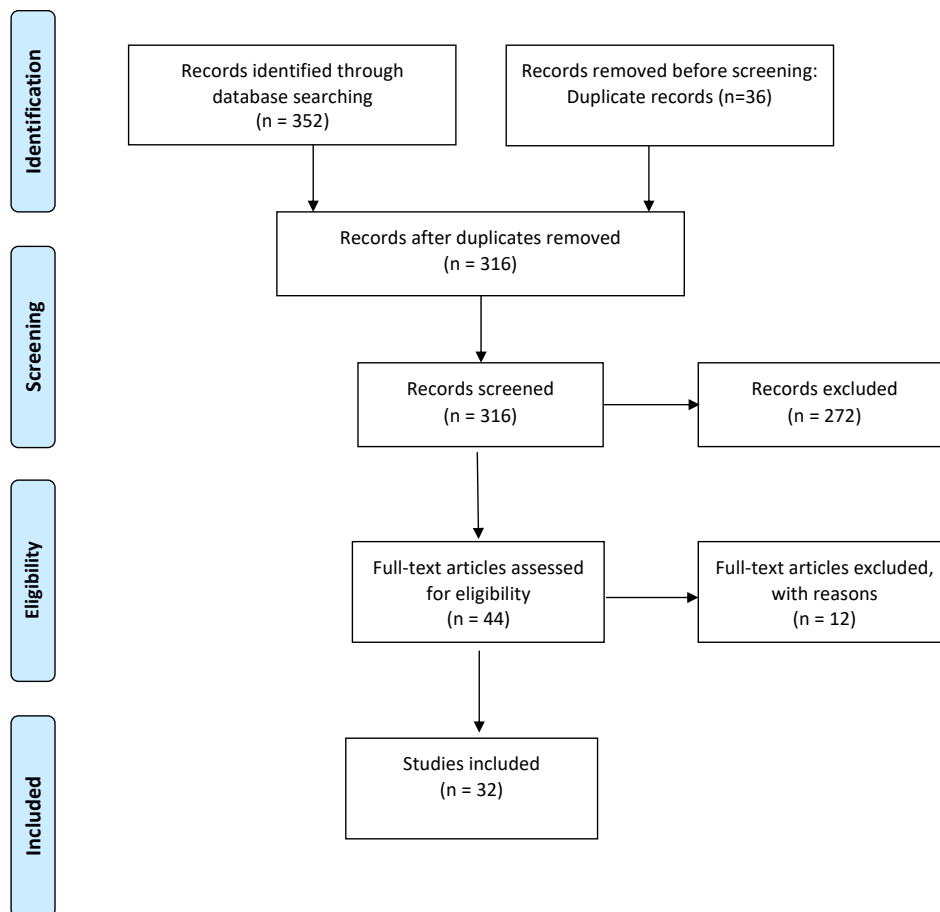 Identification
Records identified through
database searching
(n = 352)
Records removed before screening:
Duplicate records (n=36)
Records after duplicates removed
(n = 316)
Screening
Records screened
(n = 316)
Records excluded
(n = 272)
Eligibility
Full-text articles assessed
for eligibility
(n = 44)
Full-text articles excluded,
with reasons
(n = 12)
Included
Studies included
(n = 32)